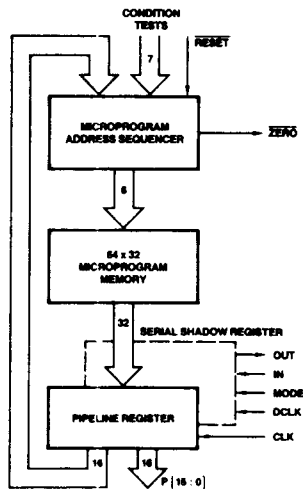 CONDITION
TESTS
7
RESET
MICROPROGRAM
ADDRESS SEQUENCER
ZERO
6
64 x 32
MICROPROGRAM
MEMORY
32
SERIAL SHADOW REGISTER
OUT
IN
MODE
DCLK
PIPELINE REGISTER
CLK
16
16
P [ 15 : 0 ]